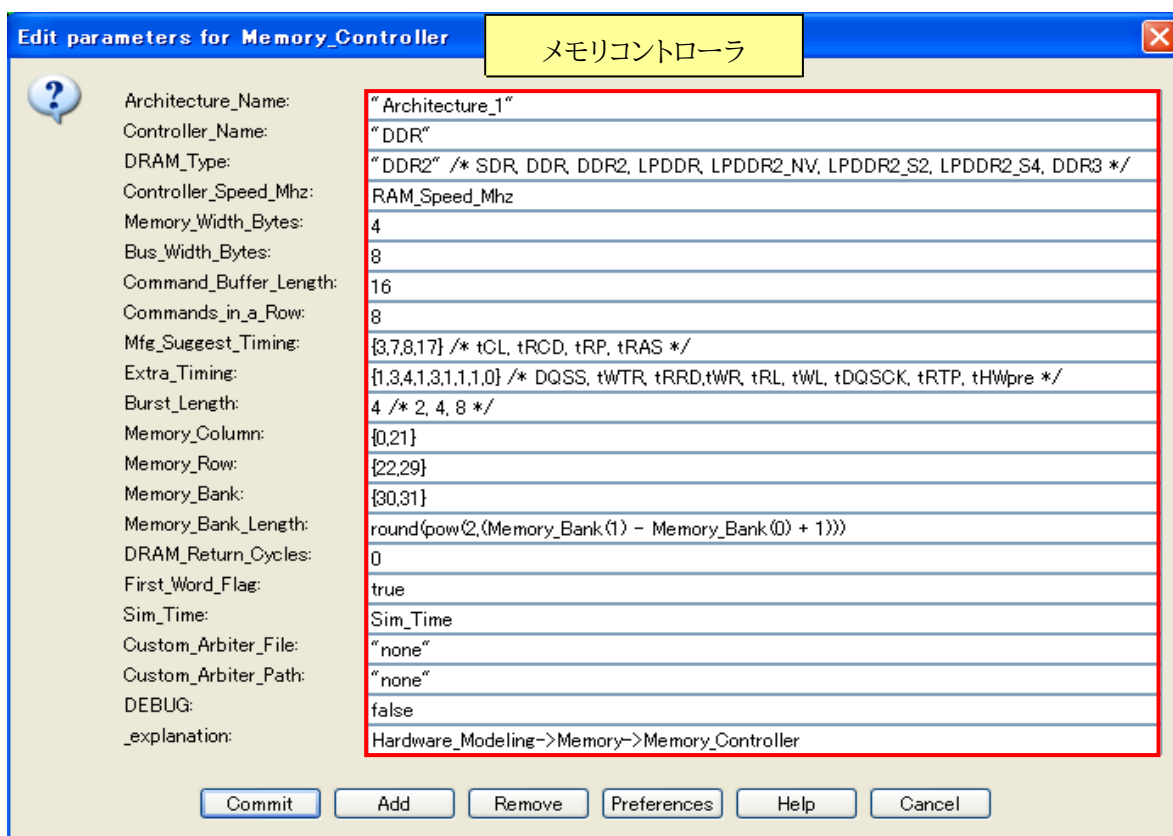 Edit parameters for Memory_Controller
メモリコントローラ
?
Architecture_Name: "Architecture_1"
Controller_Name: "DDR"
DRAM_Type: "DDR2" /* SDR, DDR, DDR2, LPDDR, LPDDR2_NV, LPDDR2_S2, LPDDR2_S4, DDR3 */
Controller_Speed_Mhz: RAM_Speed_Mhz
Memory_Width_Bytes: 4
Bus_Width_Bytes: 8
Command_Buffer_Length: 16
Commands_in_a_Row: 8
Mfg_Suggest_Timing: {3,7,8,17} /* tCL, tRCD, tRP, tRAS */
Extra_Timing: {1,3,4,1,3,1,1,1,0} /* DQSS, tWTR, tRRD,tWR, tRL, tWL, tDQSCK, tRTP, tHWpre */
Burst_Length: 4 /* 2, 4, 8 */
Memory_Column: {0,21}
Memory_Row: {22,29}
Memory_Bank: {30,31}
Memory_Bank_Length: round(pow(2,(Memory_Bank(1) - Memory_Bank(0) + 1)))
DRAM_Return_Cycles: 0
First_Word_Flag: true
Sim_Time: Sim_Time
Custom_Arbiter_File: "none"
Custom_Arbiter_Path: "none"
DEBUG: false
_explanation: Hardware_Modeling->Memory->Memory_Controller
Commit Add Remove Preferences Help Cancel